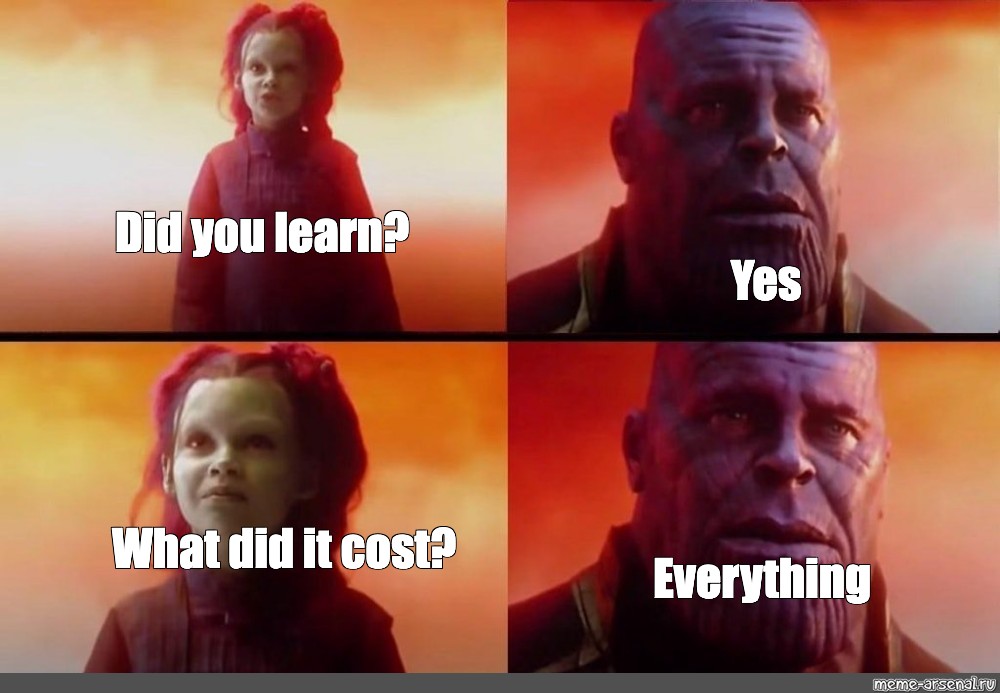 Did you learn?
Yes
What did it cost?
Everything
meme-arsenal.ru